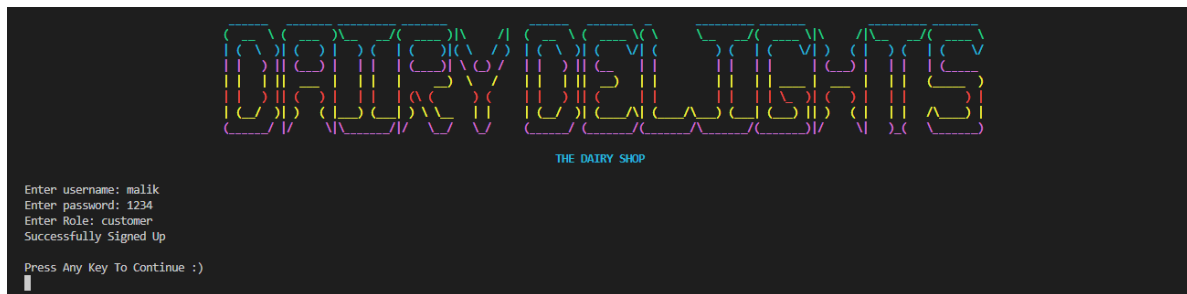 DAIRY DELIGHTS
THE DAIRY SHOP
Enter username: malik
Enter password: 1234
Enter Role: customer
Successfully Signed Up
Press Any Key To Continue :)